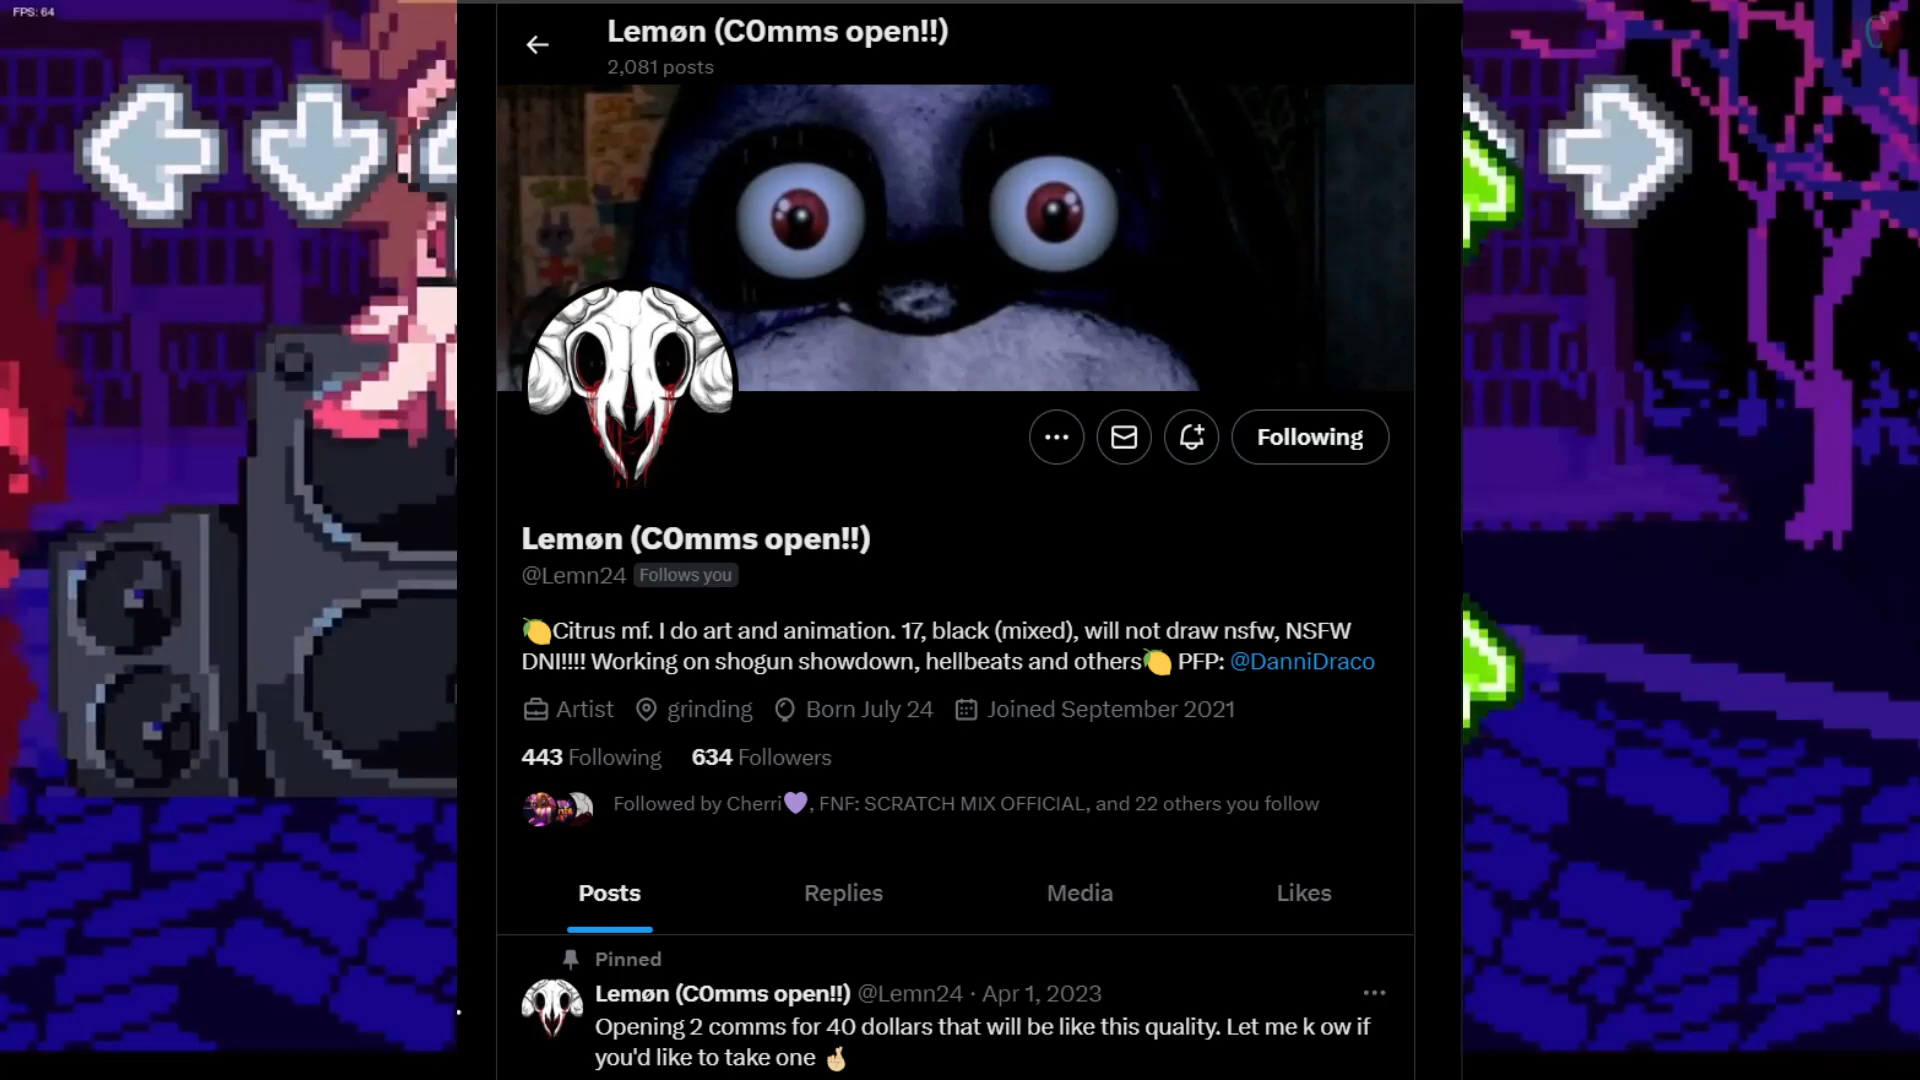 FPS: 64
Lemøn (C0mms open!!)
2,081 posts
Following
Lemøn (C0mms open!!)
@Lemn24 Follows you
🍋Citrus mf. I do art and animation. 17, black (mixed), will not draw nsfw, NSFW
DNI!!!! Working on shogun showdown, hellbeats and others🍋 PFP: @DanniDraco
Artist grinding Born July 24 Joined September 2021
443 Following 634 Followers
Followed by Cherri💜, FNF: SCRATCH MIX OFFICIAL, and 22 others you follow
Posts Replies Media Likes
Pinned
Lemøn (C0mms open!!) @Lemn24 · Apr 1, 2023
Opening 2 comms for 40 dollars that will be like this quality. Let me k ow if
you'd like to take one 🤞🏼